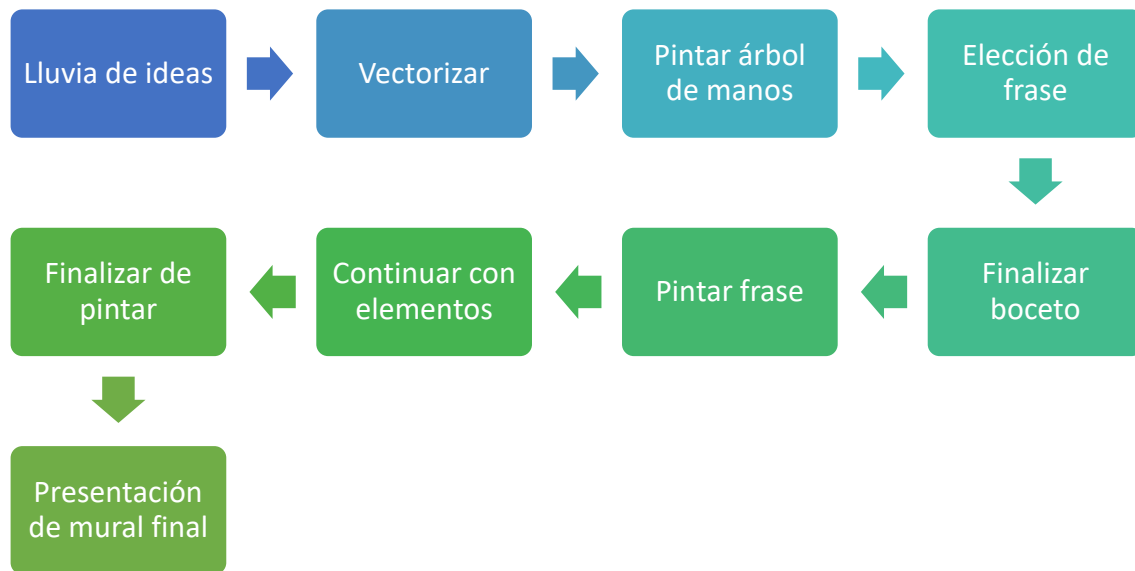 Lluvia de ideas
Vectorizar
Pintar árbol
de manos
Elección de
frase
Finalizar
boceto
Pintar frase
Continuar con
elementos
Finalizar de
pintar
Presentación
de mural final